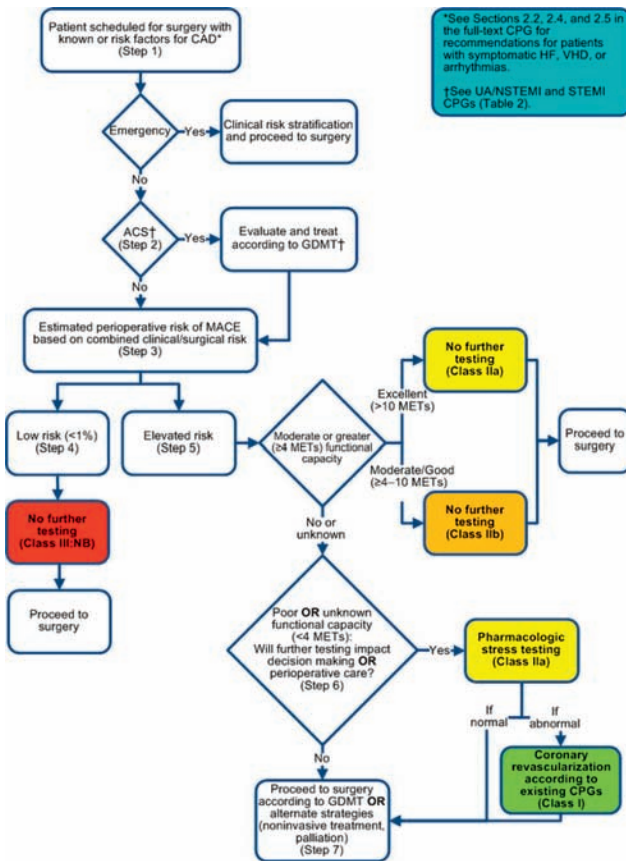 Patient scheduled for surgery with
known or risk factors for CAD*
(Step 1)
*See Sections 2.2, 2.4, and 2.5 in
the full-text CPG for
recommendations for patients
with symptomatic HF, VHD, or
arrhythmias.
†See UA/NSTEMI and STEMI
CPGs (Table 2).
Emergency
Yes
Clinical risk stratification
and proceed to surgery
No
ACS†
(Step 2)
Yes
Evaluate and treat
according to GDMT†
No
Estimated perioperative risk of MACE
based on combined clinical/surgical risk
(Step 3)
Low risk (<1%)
(Step 4)
Elevated risk
(Step 5)
Moderate or greater
(≥4 METs) functional
capacity
Excellent
(>10 METs)
No further
testing
(Class IIa)
Moderate/Good
(≥4–10 METs)
No further
testing
(Class IIb)
Proceed to
surgery
No further
testing
(Class III:NB)
Proceed to
surgery
No or
unknown
Poor OR unknown
functional capacity
(<4 METs):
Will further testing impact
decision making OR
perioperative care?
(Step 6)
Yes
Pharmacologic
stress testing
(Class IIa)
If
normal
If
abnormal
Coronary
revascularization
according to
existing CPGs
(Class I)
No
Proceed to surgery
according to GDMT OR
alternate strategies
(noninvasive treatment,
palliation)
(Step 7)